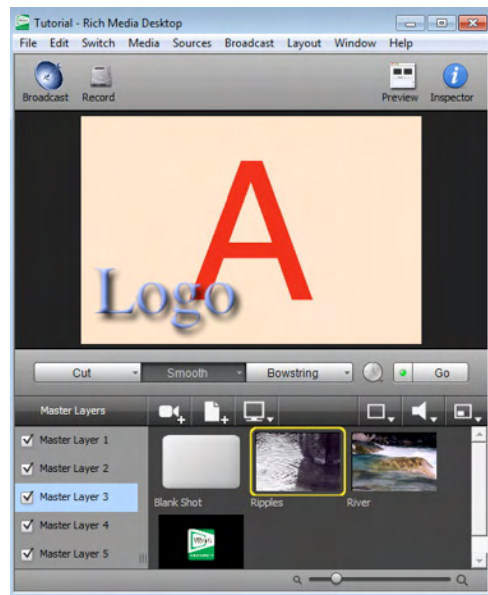 Tutorial - Rich Media Desktop
File Edit Switch Media Sources Broadcast Layout Window Help
Broadcast Record Preview Inspector
A
Logo
Cut Smooth Bowstring Go
Master Layers
Master Layer 1
Master Layer 2
Master Layer 3
Master Layer 4
Master Layer 5
Blank Shot Ripples River